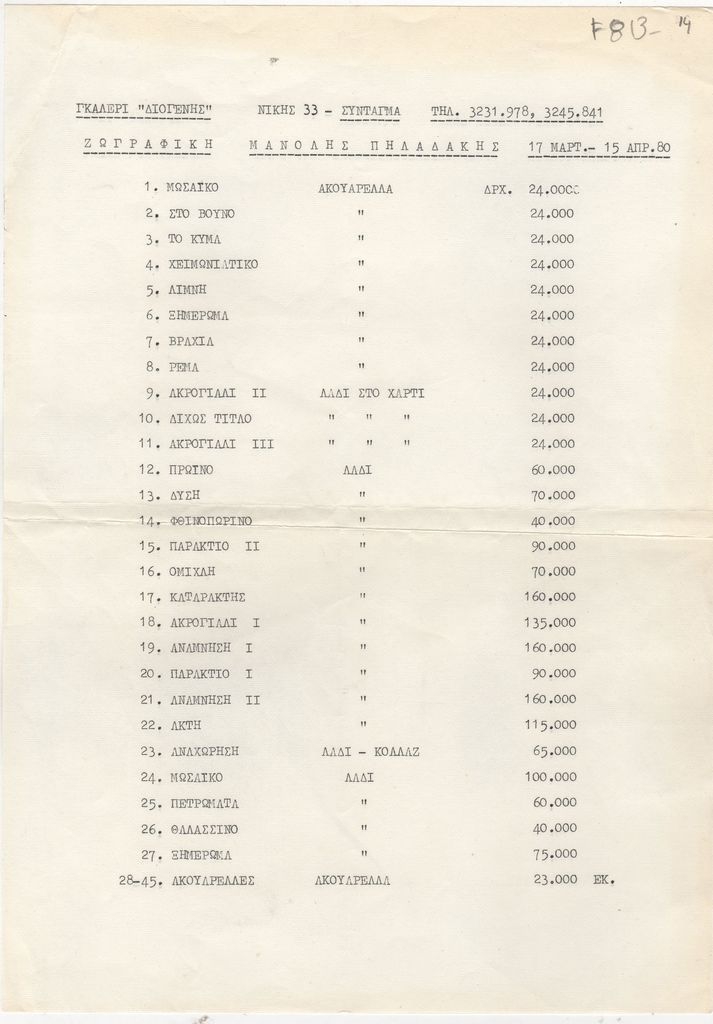 F8B- 14
ΓΚΑΛΕΡΙ "ΔΙΟΓΕΝΗΣ" ΝΙΚΗΣ 33 - ΣΥΝΤΑΓΜΑ ΤΗΛ. 3231.978, 3245.841
ΖΩΓΡΑΦΙΚΗ ΜΑΝΟΛΗΣ ΠΗΛΑΔΑΚΗΣ 17 ΜΑΡΤ.- 15 ΑΠΡ.80
1. ΜΩΣΑΪΚΟ ΑΚΟΥΑΡΕΛΛΑ ΔΡΧ. 24.000
2. ΣΤΟ ΒΟΥΝΟ " 24.000
3. ΤΟ ΚΥΜΑ " 24.000
4. ΧΕΙΜΩΝΙΑΤΙΚΟ " 24.000
5. ΛΙΜΝΗ " 24.000
6. ΞΗΜΕΡΩΜΑ " 24.000
7. ΒΡΑΧΙΑ " 24.000
8. ΡΕΜΑ " 24.000
9. ΑΚΡΟΓΙΑΛΙ ΙΙ ΛΑΔΙ ΣΤΟ ΧΑΡΤΙ 24.000
10. ΔΙΧΩΣ ΤΙΤΛΟ " " " 24.000
11. ΑΚΡΟΓΙΑΛΙ ΙΙΙ " " " 24.000
12. ΠΡΩΙΝΟ ΛΑΔΙ 60.000
13. ΔΥΣΗ " 70.000
14. ΦΘΙΝΟΠΩΡΙΝΟ " 40.000
15. ΠΑΡΑΚΤΙΟ ΙΙ " 90.000
16. ΟΜΙΧΛΗ " 70.000
17. ΚΑΤΑΡΑΚΤΗΣ " 160.000
18. ΑΚΡΟΓΙΑΛΙ Ι " 135.000
19. ΑΝΑΜΝΗΣΗ Ι " 160.000
20. ΠΑΡΑΚΤΙΟ Ι " 90.000
21. ΑΝΑΜΝΗΣΗ ΙΙ " 160.000
22. ΑΚΤΗ " 115.000
23. ΑΝΑΧΩΡΗΣΗ ΛΑΔΙ - ΚΟΛΛΑΖ 65.000
24. ΜΩΣΑΪΚΟ ΛΑΔΙ 100.000
25. ΠΕΤΡΩΜΑΤΑ " 60.000
26. ΘΑΛΑΣΣΙΝΟ " 40.000
27. ΞΗΜΕΡΩΜΑ " 75.000
28-45. ΑΚΟΥΑΡΕΛΛΕΣ ΑΚΟΥΑΡΕΛΛΑ 23.000 ΕΚ.